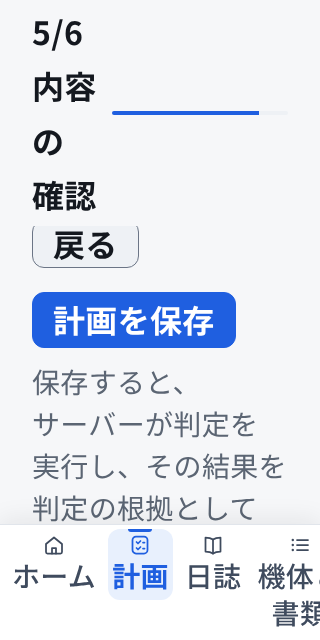 5/6
内容
の
確認
戻る
計画を保存
保存すると、
サーバーが判定を
実行し、その結果を
判定の根拠として
ホーム
計画
日誌
機体
書類